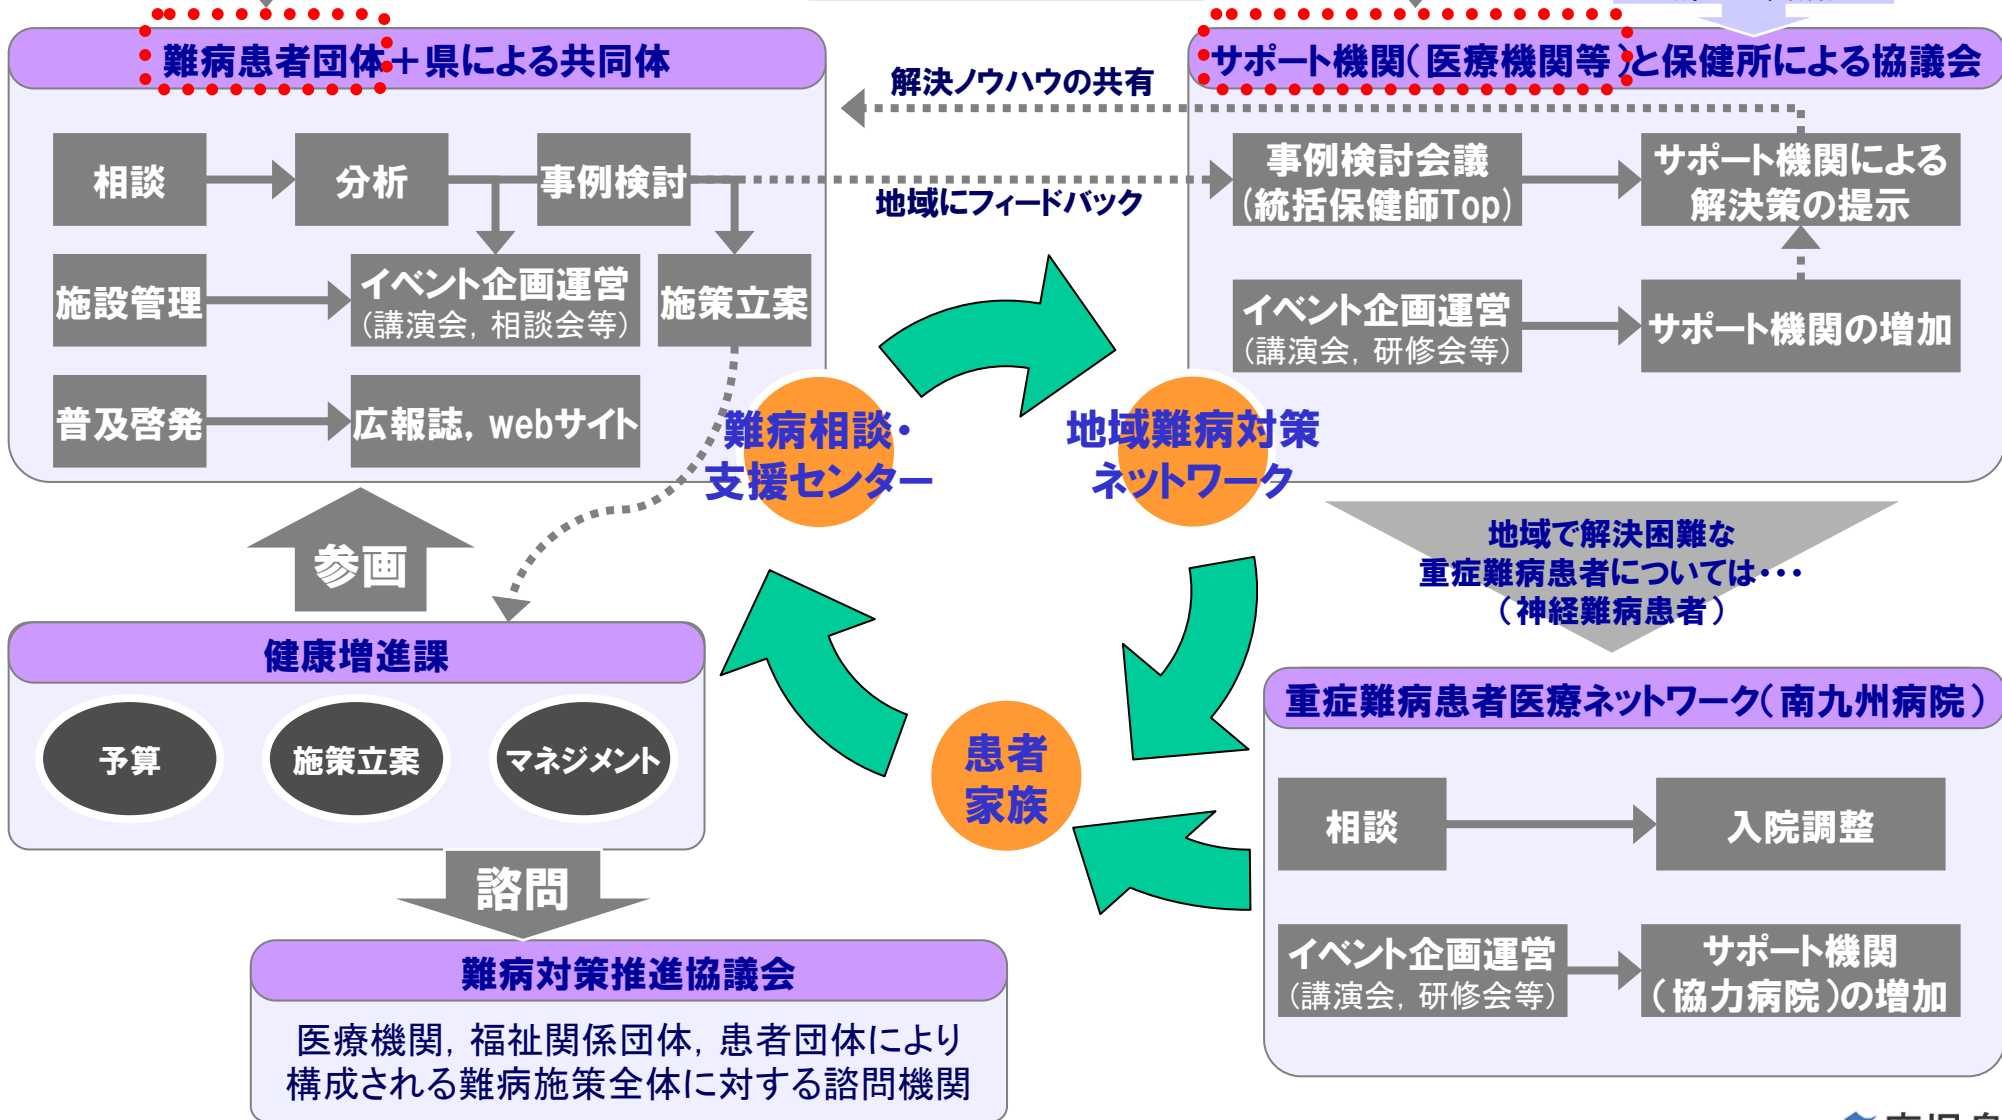 難病患者団体＋県による共同体
相談
分析
事例検討
施設管理
イベント企画運営
（講演会，相談会等）
施策立案
普及啓発
広報誌，webサイト
解決ノウハウの共有
地域にフィードバック
サポート機関（医療機関等）と保健所による協議会
事例検討会議
（統括保健師Top）
サポート機関による
解決策の提示
イベント企画運営
（講演会，研修会等）
サポート機関の増加
難病相談・
支援センター
地域難病対策
ネットワーク
患者
家族
参画
健康増進課
予算
施策立案
マネジメント
諮問
難病対策推進協議会
医療機関，福祉関係団体，患者団体により
構成される難病施策全体に対する諮問機関
地域で解決困難な
重症難病患者については・・・
（神経難病患者）
重症難病患者医療ネットワーク（南九州病院）
相談
入院調整
イベント企画運営
（講演会，研修会等）
サポート機関
（協力病院）の増加